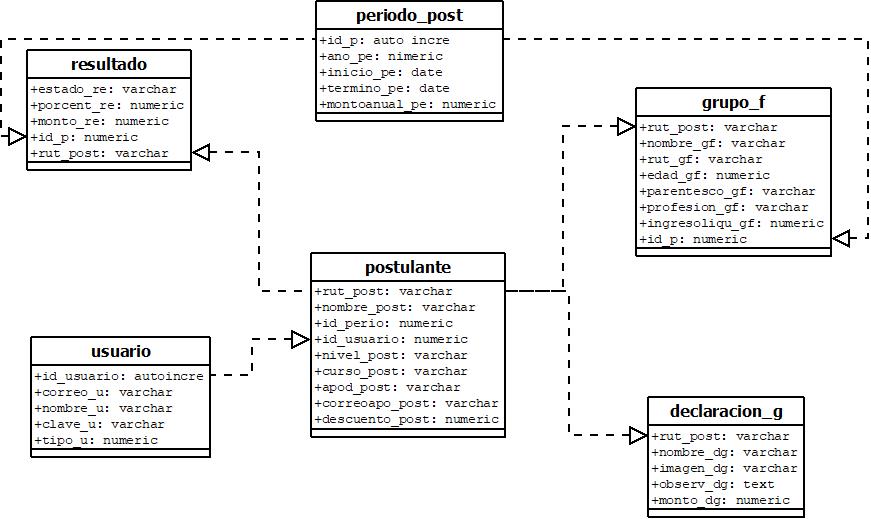 periodo_post
+id_p: auto incre
+ano_pe: nimeric
+inicio_pe: date
+termino_pe: date
+montoanual_pe: numeric
resultado
+estado_re: varchar
+porcent_re: numeric
+monto_re: numeric
+id_p: numeric
+rut_post: varchar
grupo_f
+rut_post: varchar
+nombre_gf: varchar
+rut_gf: varchar
+edad_gf: numeric
+parentesco_gf: varchar
+profesion_gf: varchar
+ingresoliqu_gf: numeric
+id_p: numeric
postulante
+rut_post: varchar
+nombre_post: varchar
+id_perio: numeric
+id_usuario: numeric
+nivel_post: varchar
+curso_post: varchar
+apod_post: varchar
+correoapo_post: varchar
+descuento_post: numeric
usuario
+id_usuario: autoincre
+correo_u: varchar
+nombre_u: varchar
+clave_u: varchar
+tipo_u: numeric
declaracion_g
+rut_post: varchar
+nombre_dg: varchar
+imagen_dg: varchar
+observ_dg: text
+monto_dg: numeric